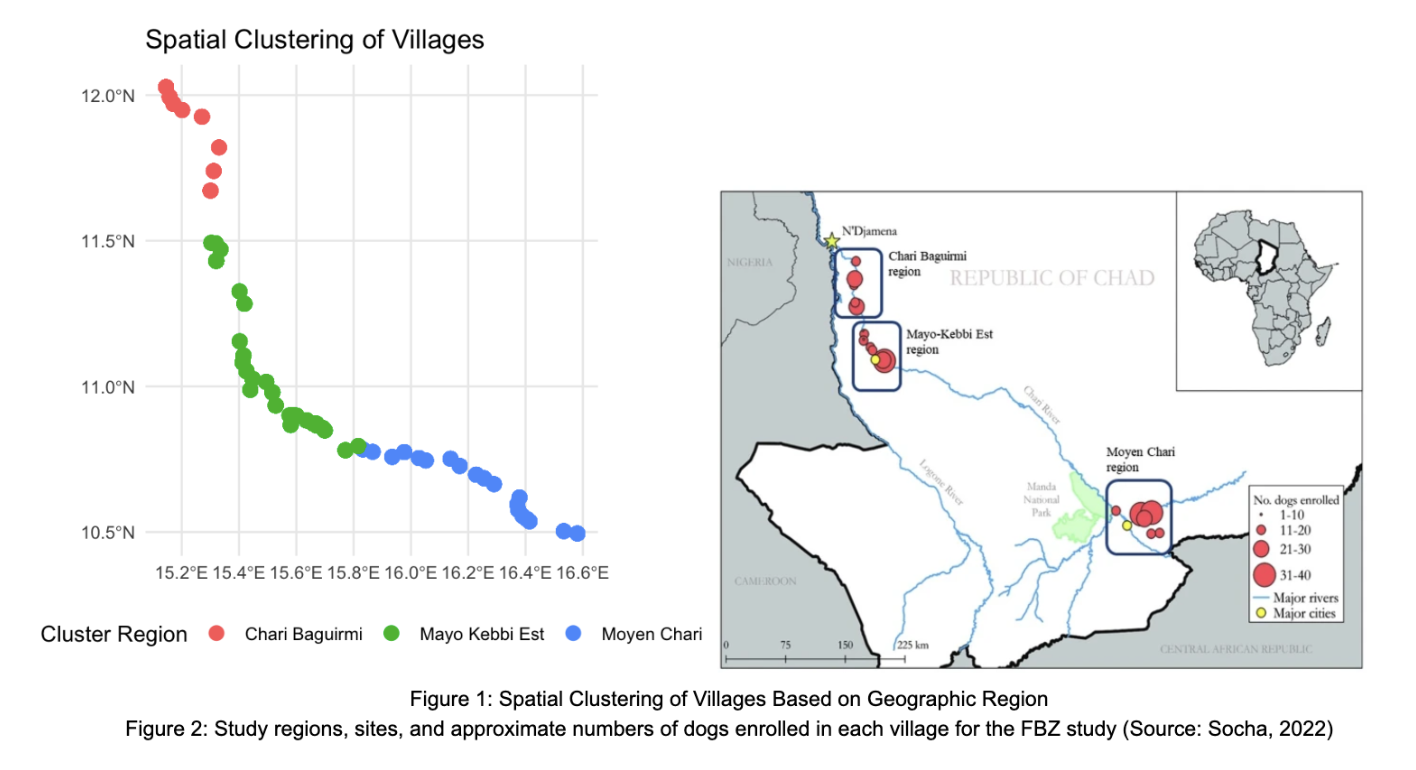 Spatial Clustering of Villages
12.0°N
11.5°N
11.0°N
10.5°N
15.2°E 15.4°E 15.6°E 15.8°E 16.0°E 16.2°E 16.4°E 16.6°E
Cluster Region Chari Baguirmi Mayo Kebbi Est Moyen Chari
N'Djamena
NIGERIA
Chari Baguirmi
region
REPUBLIC OF CHAD
Mayo-Kebbi Est
region
Chari River
Moyen Chari
region
Logone River
Manda
National
Park
CAMEROON
CENTRAL AFRICAN REPUBLIC
No. dogs enrolled
1-10
11-20
21-30
31-40
Major rivers
Major cities
0 75 150 225 km
Figure 1: Spatial Clustering of Villages Based on Geographic Region
Figure 2: Study regions, sites, and approximate numbers of dogs enrolled in each village for the FBZ study (Source: Socha, 2022)